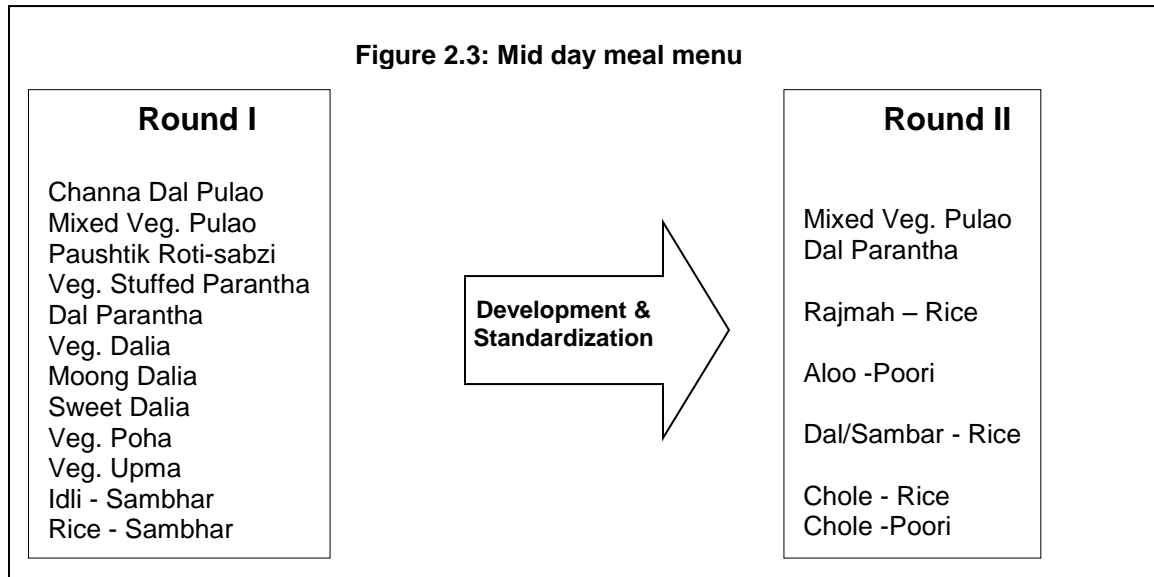 Figure 2.3: Mid day meal menu
Round I
Channa Dal Pulao
Mixed Veg. Pulao
Paushtik Roti-sabzi
Veg. Stuffed Parantha
Dal Parantha
Veg. Dalia
Moong Dalia
Sweet Dalia
Veg. Poha
Veg. Upma
Idli - Sambhar
Rice - Sambhar
Development &
Standardization
Round II
Mixed Veg. Pulao
Dal Parantha
Rajmah – Rice
Aloo -Poori
Dal/Sambar - Rice
Chole - Rice
Chole -Poori